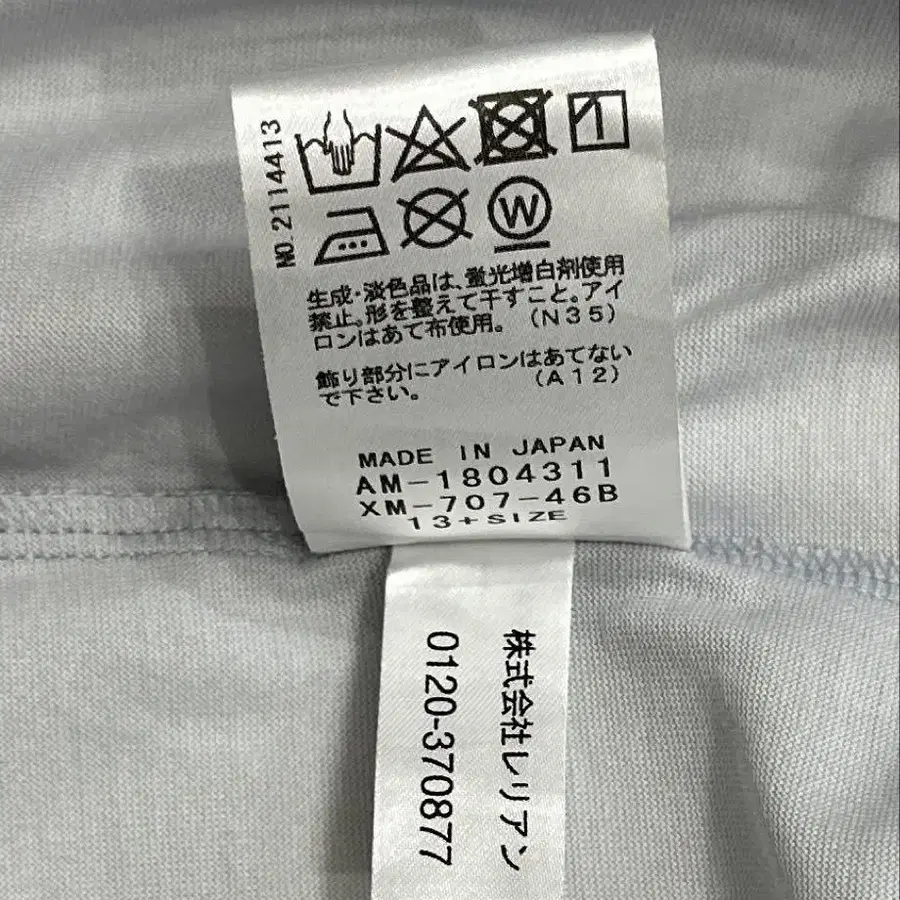 NO.2114413
W
生成・淡色品は、蛍光増白剤使用
禁止。形を整えて干すこと。アイ
ロンはあて布使用。 (N35)
飾り部分にアイロンはあてない
で下さい。 (A12)
MADE IN JAPAN
AM-1804311
XM-707-46B
13+SIZE
株式会社レリアン
0120-370877